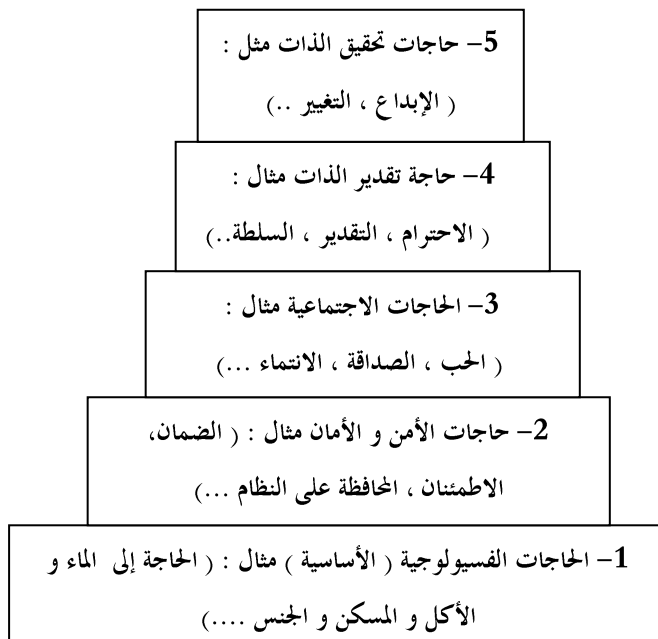 5– حاجات تحقيق الذات مثل :
( الإبداع ، التغيير ..)
4– حاجة تقدير الذات مثال :
( الاحترام ، التقدير ، السلطة..)
3– الحاجات الاجتماعية مثال :
( الحب ، الصداقة ، الانتماء ...)
2– حاجات الأمن و الأمان مثال : ( الضمان،
الاطمئنان ، المحافظة على النظام ...)
1– الحاجات الفسيولوجية ( الأساسية ) مثال : ( الحاجة إلى الماء و
الأكل و المسكن و الجنس ....)